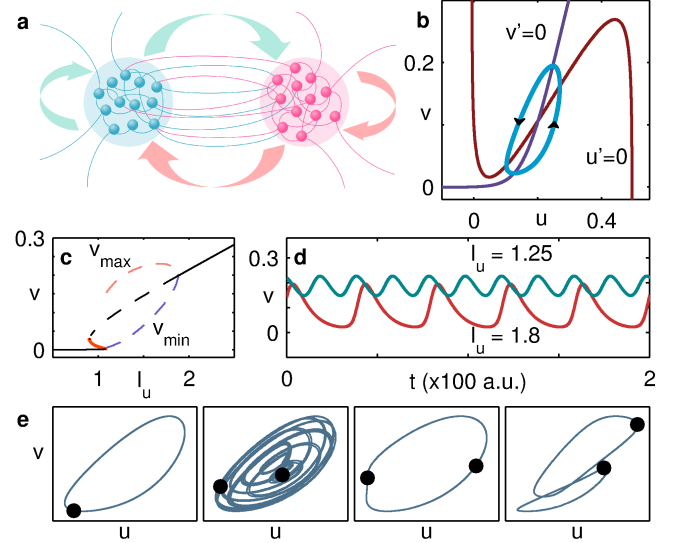 a
b
v'=0
0.2
v
u'=0
0
0
u
0.4
0.3
c
v_max
v
v_min
0
1
I_u
2
d
0.3
I_u = 1.25
v
0
I_u = 1.8
0
t (x100 a.u.)
2
e
v
u
u
u
u